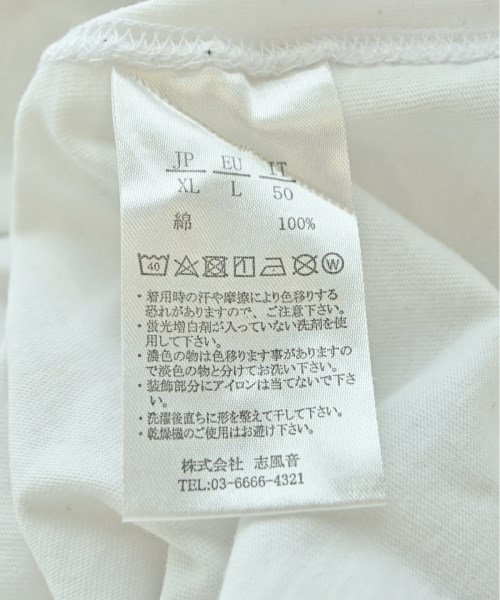 JP EU IT
XL L 50
綿 100%
40 W
・着用時の汗や摩擦により色移りする
恐れがありますので、ご注意下さい。
・蛍光増白剤が入っていない洗剤を使
用して下さい。
・濃色の物は色移ります事がありますの
で淡色の物と分けてお洗い下さい。
・装飾部分にアイロンは当てないで下さ
い。
・洗濯後直ちに形を整えて干して下さい。
・乾燥機のご使用はお避け下さい。
株式会社 志風音
TEL:03-6666-4321